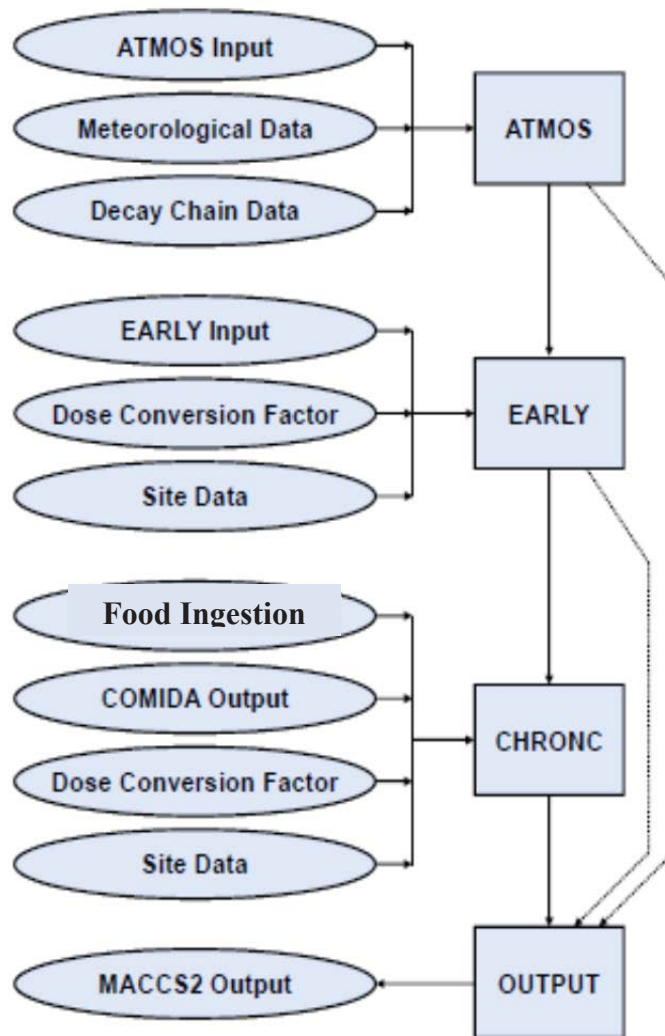 ATMOS Input
Meteorological Data
Decay Chain Data
ATMOS
EARLY Input
Dose Conversion Factor
Site Data
EARLY
Food Ingestion
COMIDA Output
Dose Conversion Factor
Site Data
CHRONC
MACCS2 Output
OUTPUT